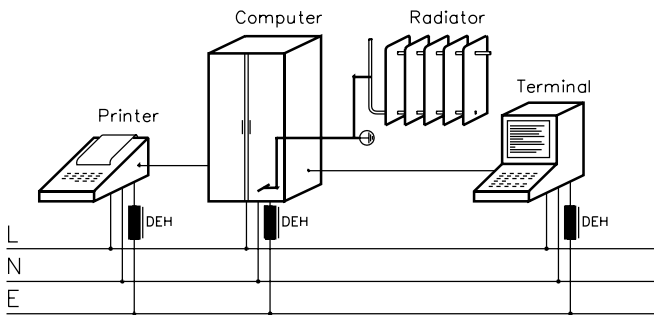 Computer
Radiator
Terminal
Printer
DEH
DEH
DEH
L
N
E